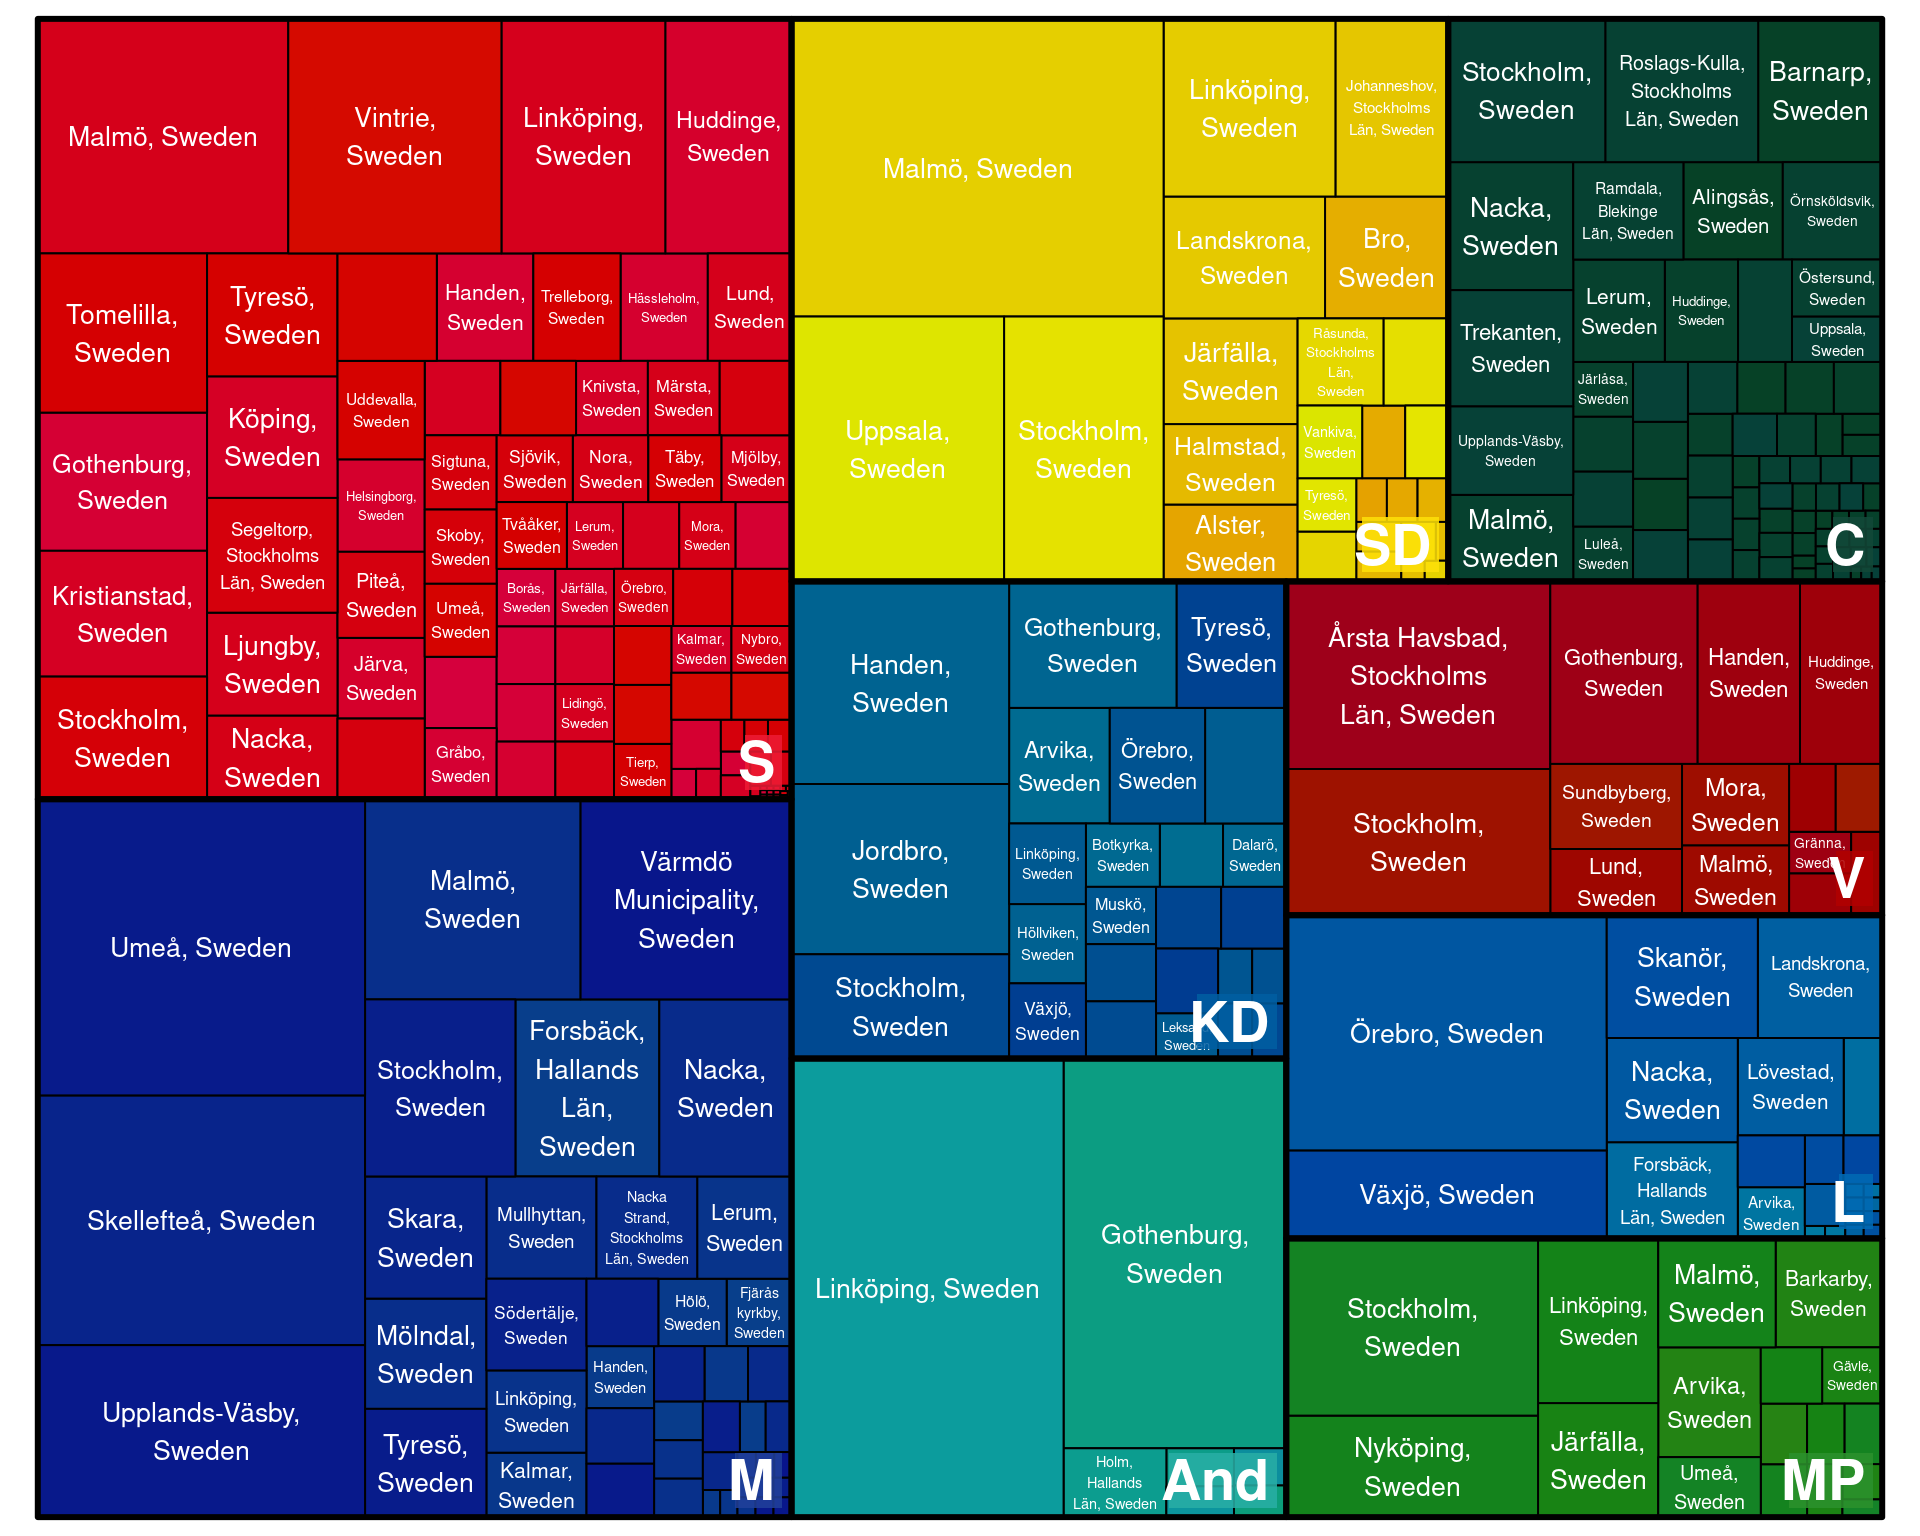 Malmö, Sweden
Vintrie,
Sweden
Linköping,
Sweden
Huddinge,
Sweden
Tomelilla,
Sweden
Tyresö,
Sweden
Handen,
Sweden
Trelleborg,
Sweden
Hässleholm,
Sweden
Lund,
Sweden
Köping,
Sweden
Uddevalla,
Sweden
Knivsta,
Sweden
Märsta,
Sweden
Gothenburg,
Sweden
Helsingborg,
Sweden
Sigtuna,
Sweden
Sjövik,
Sweden
Nora,
Sweden
Täby,
Sweden
Mjölby,
Sweden
Segeltorp,
Stockholms
Län, Sweden
Skoby,
Sweden
Tvååker,
Sweden
Lerum,
Sweden
Mora,
Sweden
Kristianstad,
Sweden
Piteå,
Sweden
Umeå,
Sweden
Borås,
Sweden
Järfälla,
Sweden
Örebro,
Sweden
Ljungby,
Sweden
Järva,
Sweden
Kalmar,
Sweden
Nybro,
Sweden
Stockholm,
Sweden
Nacka,
Sweden
Gråbo,
Sweden
Lidingö,
Sweden
Tierp,
Sweden
S
Malmö, Sweden
Linköping,
Sweden
Johanneshov,
Stockholms
Län, Sweden
Landskrona,
Sweden
Bro,
Sweden
Uppsala,
Sweden
Stockholm,
Sweden
Järfälla,
Sweden
Råsunda,
Stockholms
Län,
Sweden
Halmstad,
Sweden
Vankiva,
Sweden
Alster,
Sweden
Tyresö,
Sweden
SD
Stockholm,
Sweden
Roslags-Kulla,
Stockholms
Län, Sweden
Barnarp,
Sweden
Nacka,
Sweden
Ramdala,
Blekinge
Län, Sweden
Alingsås,
Sweden
Örnsköldsvik,
Sweden
Trekanten,
Sweden
Lerum,
Sweden
Huddinge,
Sweden
Östersund,
Sweden
Uppsala,
Sweden
Järlåsa,
Sweden
Upplands-Väsby,
Sweden
Malmö,
Sweden
Luleå,
Sweden
C
Umeå, Sweden
Malmö,
Sweden
Värmdö
Municipality,
Sweden
Skellefteå, Sweden
Stockholm,
Sweden
Forsbäck,
Hallands
Län,
Sweden
Nacka,
Sweden
Skara,
Sweden
Mullhyttan,
Sweden
Nacka
Strand,
Stockholms
Län, Sweden
Lerum,
Sweden
Upplands-Väsby,
Sweden
Mölndal,
Sweden
Södertälje,
Sweden
Hölö,
Sweden
Fjärås
kyrkby,
Sweden
Handen,
Sweden
Tyresö,
Sweden
Linköping,
Sweden
Kalmar,
Sweden
M
Handen,
Sweden
Gothenburg,
Sweden
Tyresö,
Sweden
Jordbro,
Sweden
Arvika,
Sweden
Örebro,
Sweden
Linköping,
Sweden
Botkyrka,
Sweden
Dalarö,
Sweden
Stockholm,
Sweden
Höllviken,
Sweden
Muskö,
Sweden
Växjö,
Sweden
Sweden
KD
Linköping, Sweden
Gothenburg,
Sweden
Holm,
Hallands
Län, Sweden
And
Årsta Havsbad,
Stockholms
Län, Sweden
Gothenburg,
Sweden
Handen,
Sweden
Huddinge,
Sweden
Stockholm,
Sweden
Sundbyberg,
Sweden
Mora,
Sweden
Lund,
Sweden
Malmö,
Sweden
Gränna,
V
Örebro, Sweden
Skanör,
Sweden
Landskrona,
Sweden
Nacka,
Sweden
Lövestad,
Sweden
Växjö, Sweden
Forsbäck,
Hallands
Län, Sweden
Arvika,
Sweden
L
Stockholm,
Sweden
Linköping,
Sweden
Malmö,
Sweden
Barkarby,
Sweden
Nyköping,
Sweden
Järfälla,
Sweden
Arvika,
Sweden
Gävle,
Sweden
Umeå,
Sweden
MP